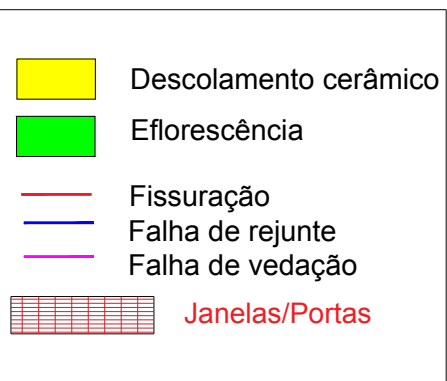 Descolamento cerâmico
Eflorescência
Fissuração
Falha de rejunte
Falha de vedação
Janelas/Portas